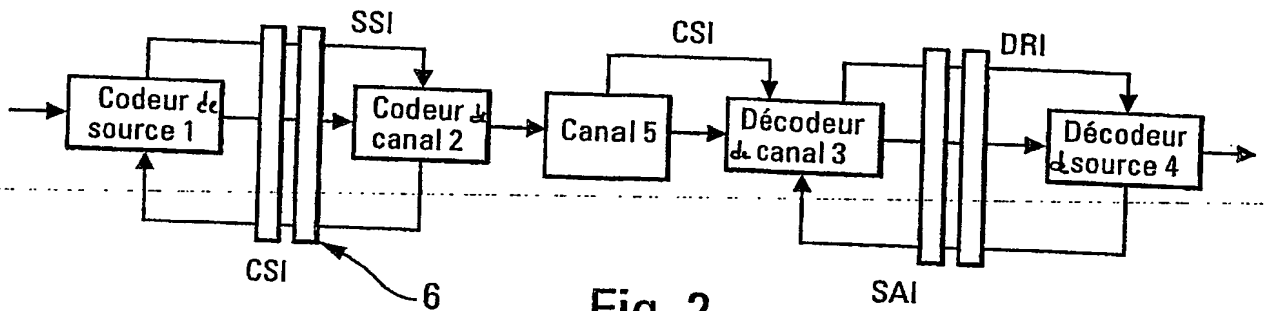 SSI
CSI
DRI
Codeur de
source 1
Codeur de
canal 2
Canal 5
Décodeur
de canal 3
Décodeur
de source 4
CSI
6
SAI
Fig. 2